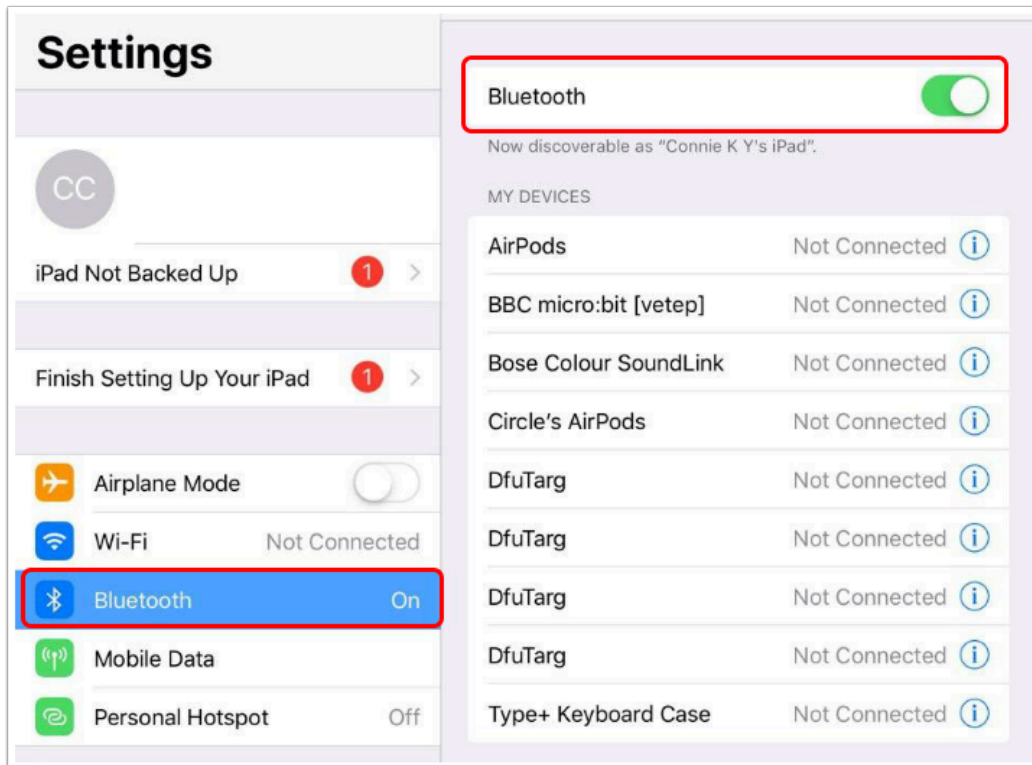 Settings
CC
iPad Not Backed Up 1
Finish Setting Up Your iPad 1
Airplane Mode
Wi-Fi Not Connected
Bluetooth On
Mobile Data
Personal Hotspot Off
Bluetooth
Now discoverable as “Connie K Y's iPad”.
MY DEVICES
AirPods Not Connected i
BBC micro:bit [vetep] Not Connected i
Bose Colour SoundLink Not Connected i
Circle’s AirPods Not Connected i
DfuTarg Not Connected i
DfuTarg Not Connected i
DfuTarg Not Connected i
DfuTarg Not Connected i
Type+ Keyboard Case Not Connected i